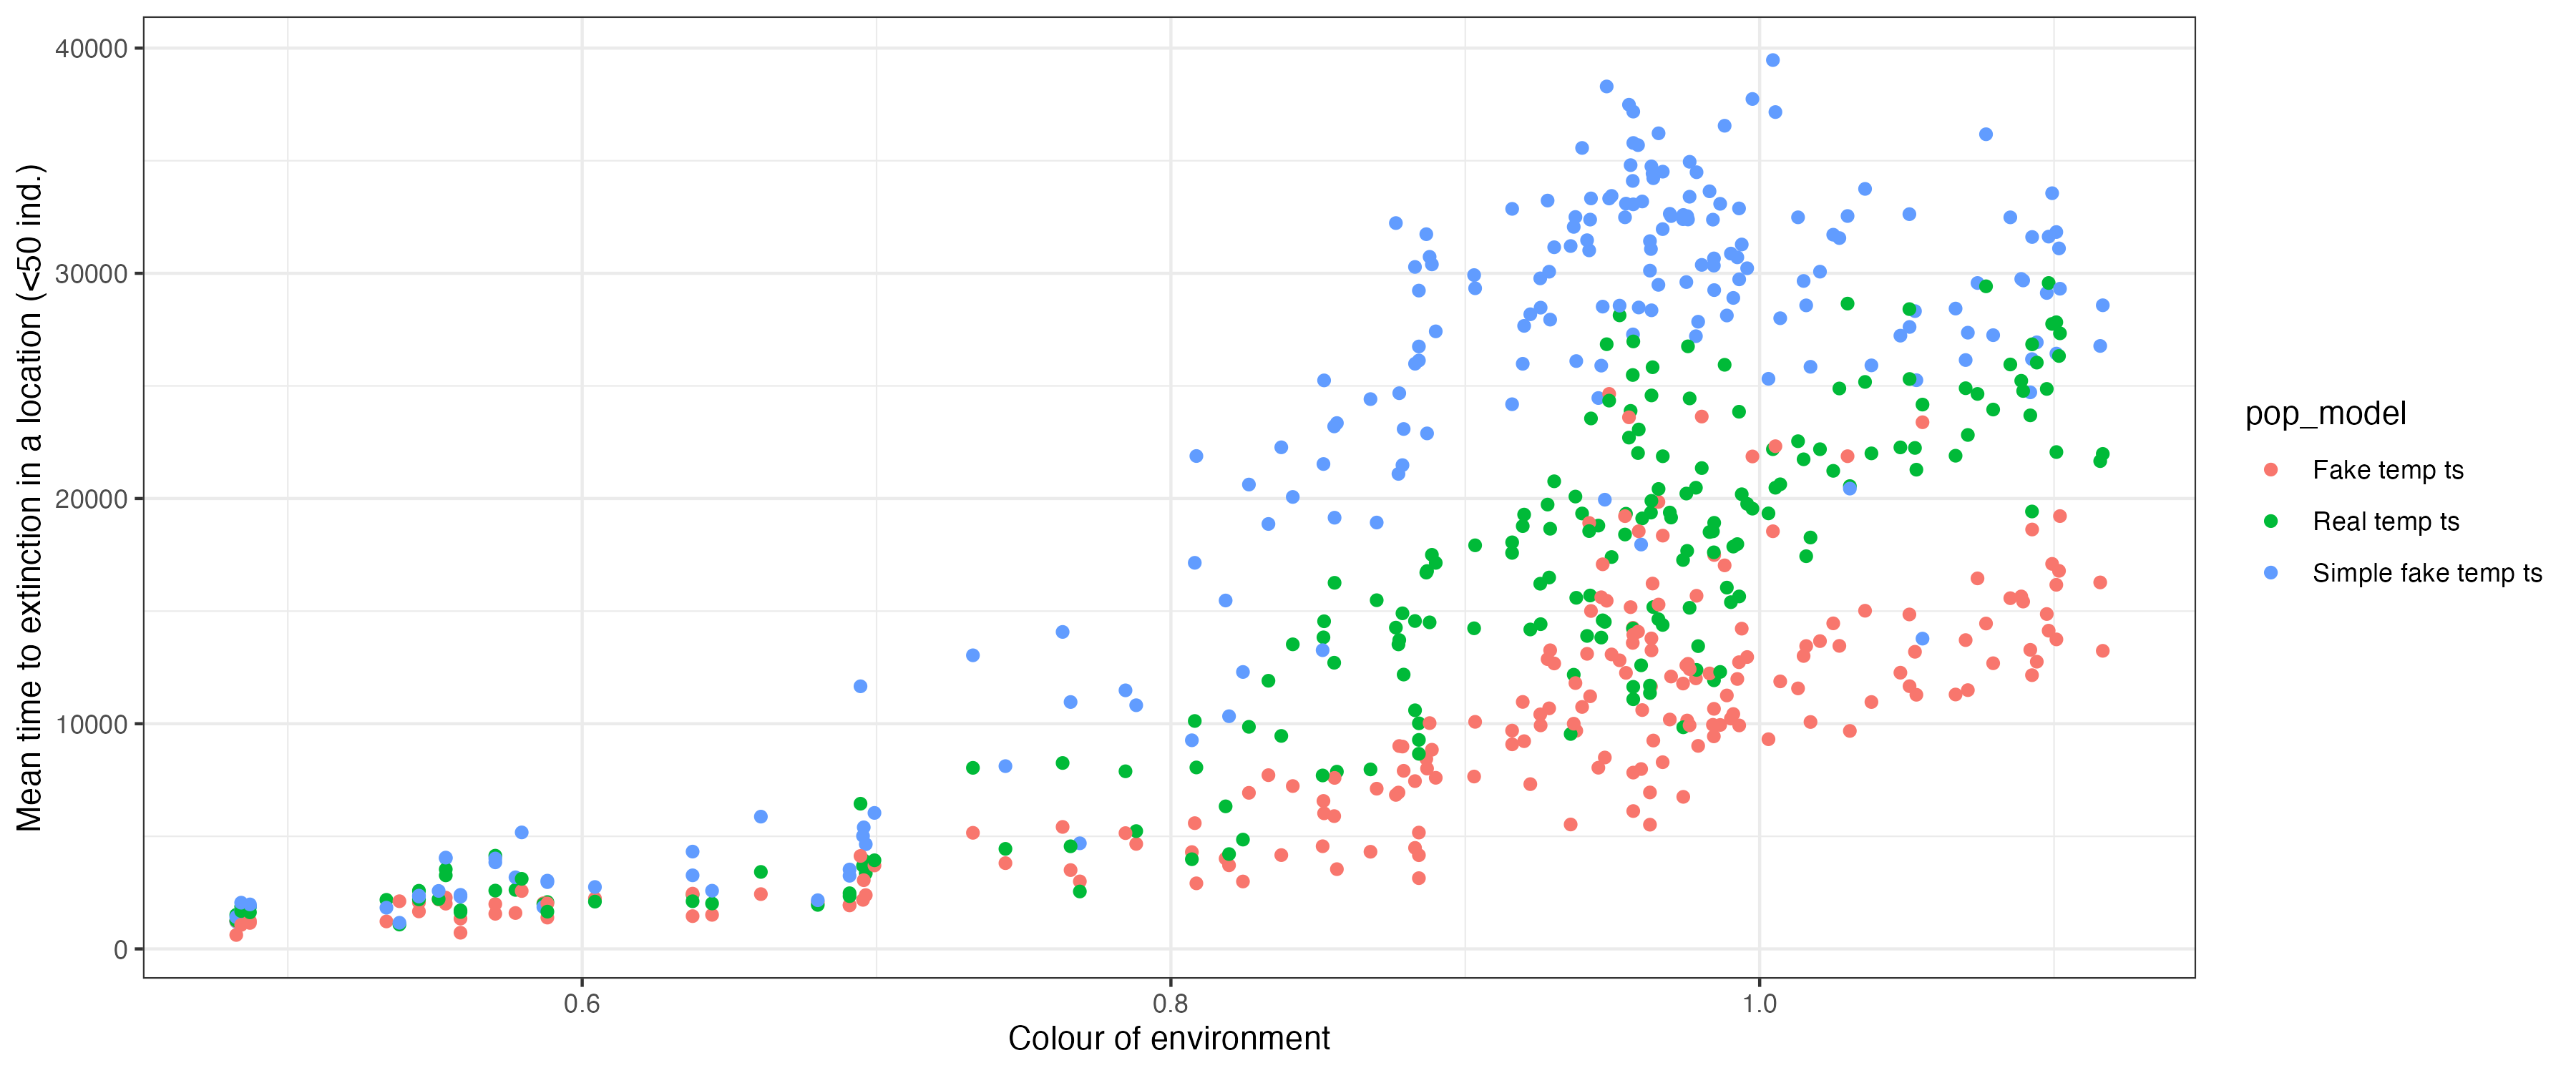 Mean time to extinction in a location (<50 ind.)
40000
30000
20000
10000
0
0.6
0.8
1.0
Colour of environment
pop_model
Fake temp ts
Real temp ts
Simple fake temp ts